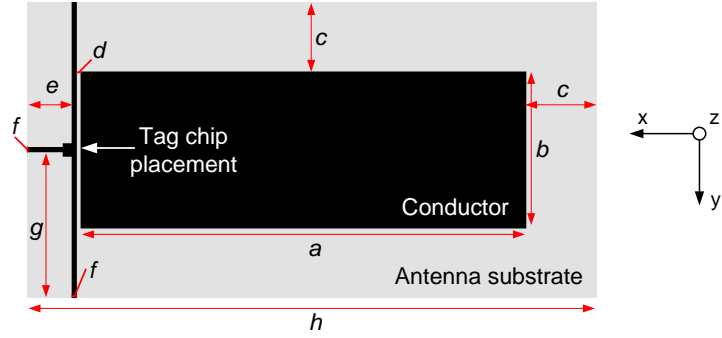 c
d
e
c
f
Tag chip
placement
b
x
z
y
g
Conductor
a
f
Antenna substrate
h